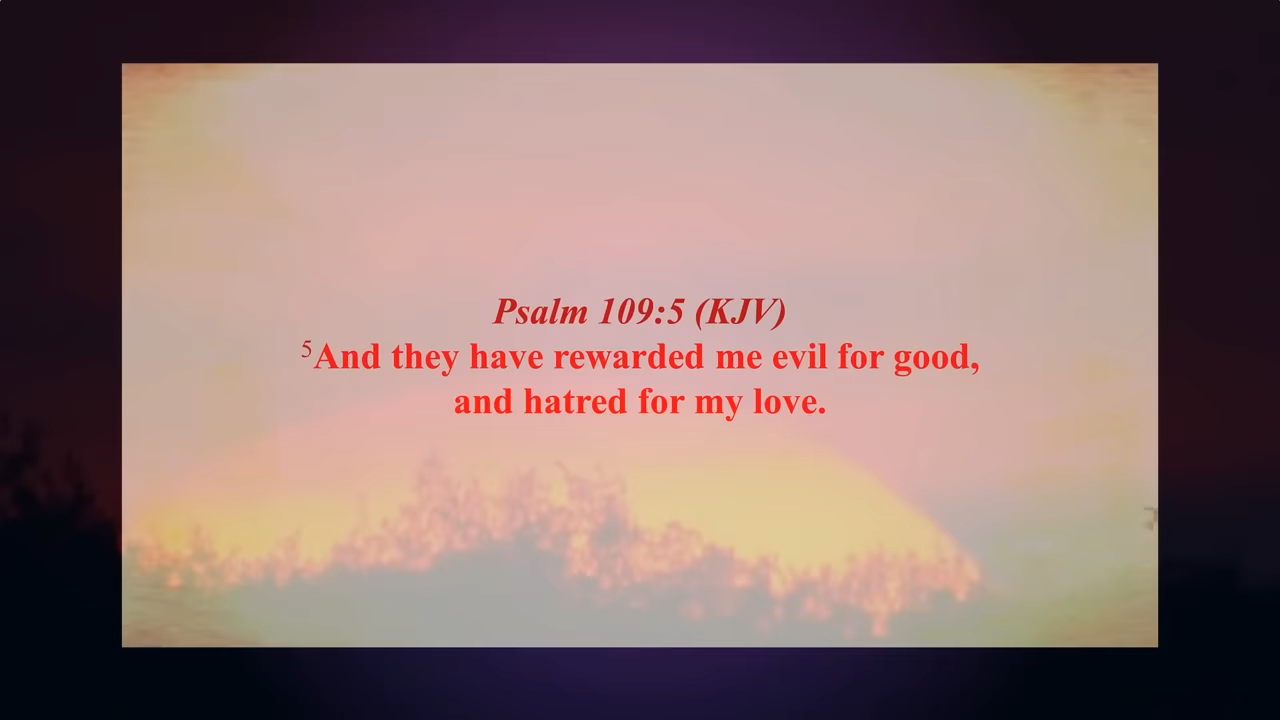 Psalm 109:5 (KJV)
5And they have rewarded me evil for good,
and hatred for my love.